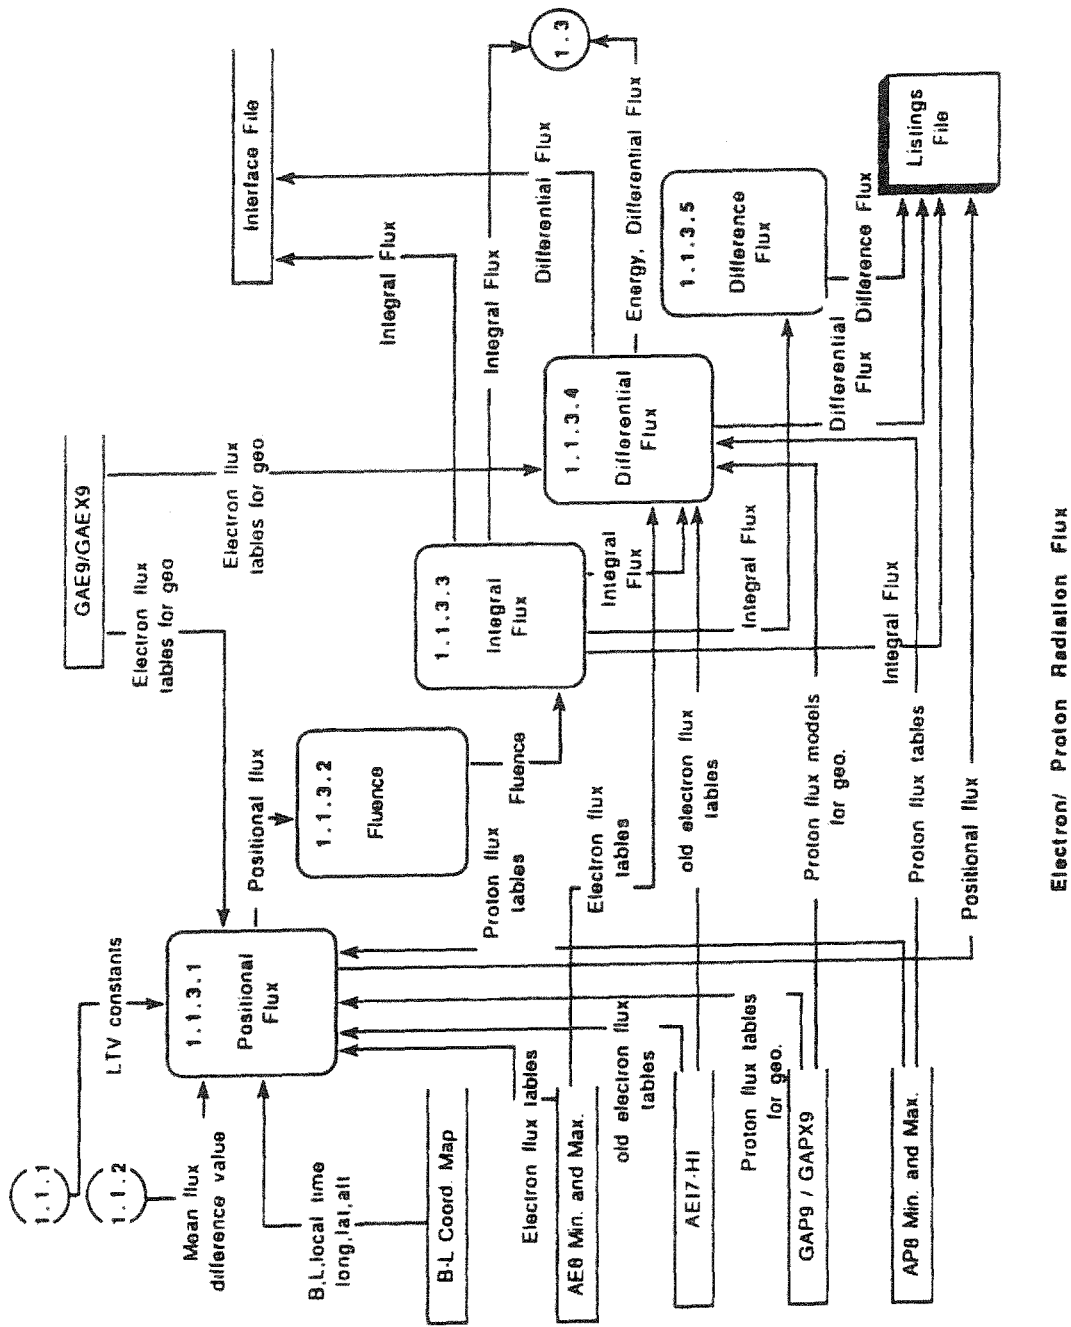 1.1.1
1.1.2
LTV constants
Mean flux
difference value
B,L,local time
long,lat,alt
B-L Coord. Map
1.1.3.1
Positional
Flux
Positional flux
GAE9/GAEX9
Electron flux
tables for geo
Electron flux
tables for geo
1.1.3.2
Fluence
Fluence
1.1.3.3
Integral
Flux
Integral Flux
Interface File
Integral Flux
1.3
Differential Flux
Energy, Differential Flux
1.1.3.4
Differential
Flux
Integral
Flux
Integral Flux
1.1.3.5
Difference
Flux
Difference Flux
Differential
Flux
Listings
File
Integral Flux
Electron flux tables
AE8 Min. and Max.
Electron flux
tables
Proton flux
tables
old electron flux
tables
AEI7-HI
old electron flux
tables
Proton flux tables
for geo.
GAP9 / GAPX9
Proton flux models
for geo.
AP8 Min. and Max.
Proton flux tables
Positional flux
Electron/ Proton Radiation Flux